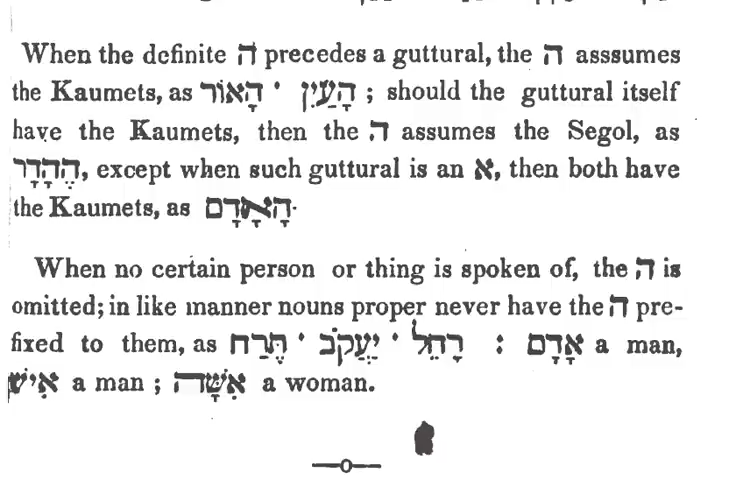 When the definite ה precedes a guttural, the ה asssumes
the Kaumets, as הָעַיִן ' הָאוֹר ; should the guttural itself
have the Kaumets, then the ה assumes the Segol, as
הֶהָדָר, except when such guttural is an א, then both have
the Kaumets, as הָאָדָם·
When no certain person or thing is spoken of, the ה is
omitted; in like manner nouns proper never have the ה pre-
fixed to them, as רָחֵל ' יַעֲקֹב ' תֶּרַח : אָדָם a man,
אִישׁ a man ; אִשָּׁה a woman.